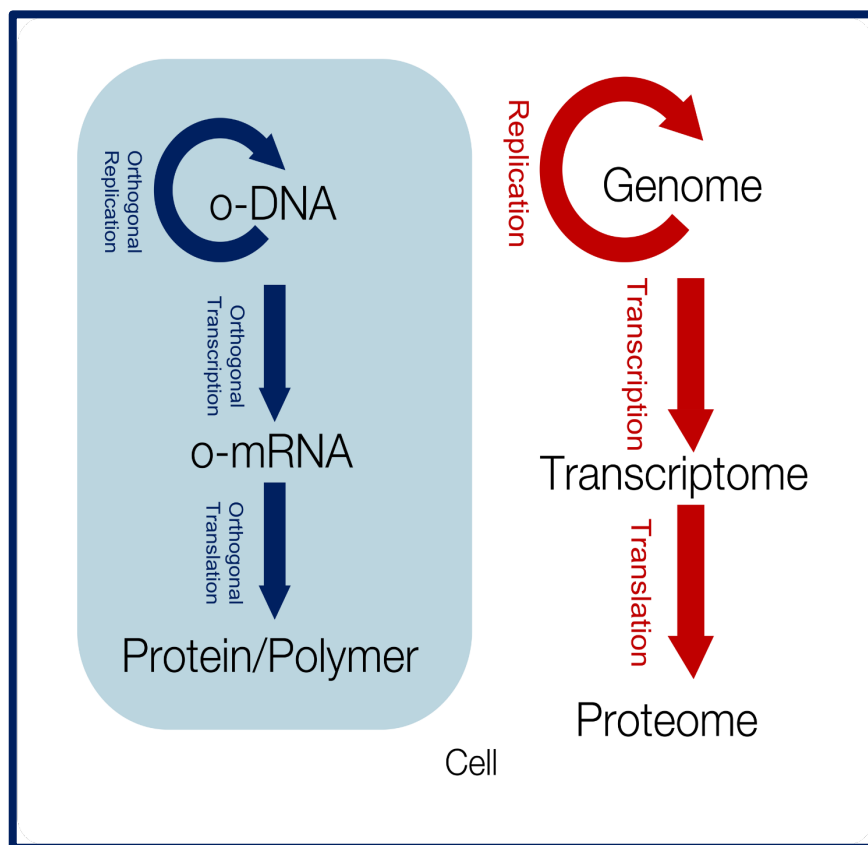 Orthogonal
Replication
o-DNA
Orthogonal
Transcription
o-mRNA
Orthogonal
Translation
Protein/Polymer
Replication
Genome
Transcription
Transcriptome
Translation
Proteome
Cell